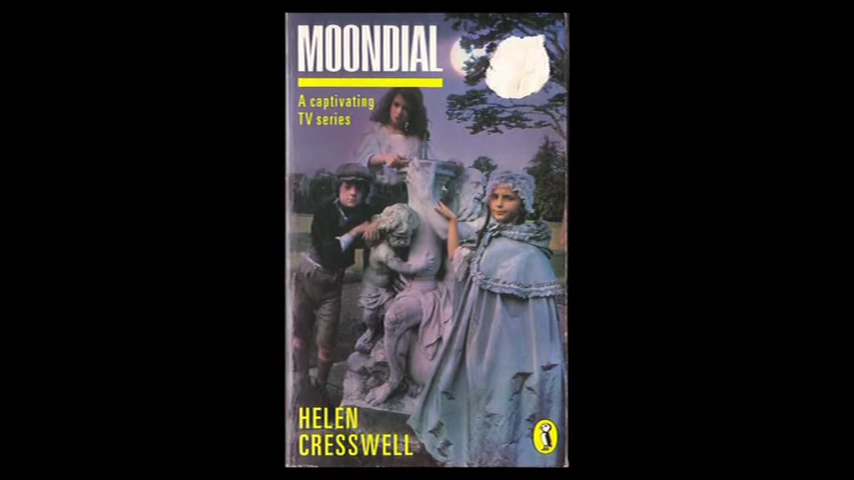 MOONDIAL
A captivating
TV series
HELEN
CRESSWELL